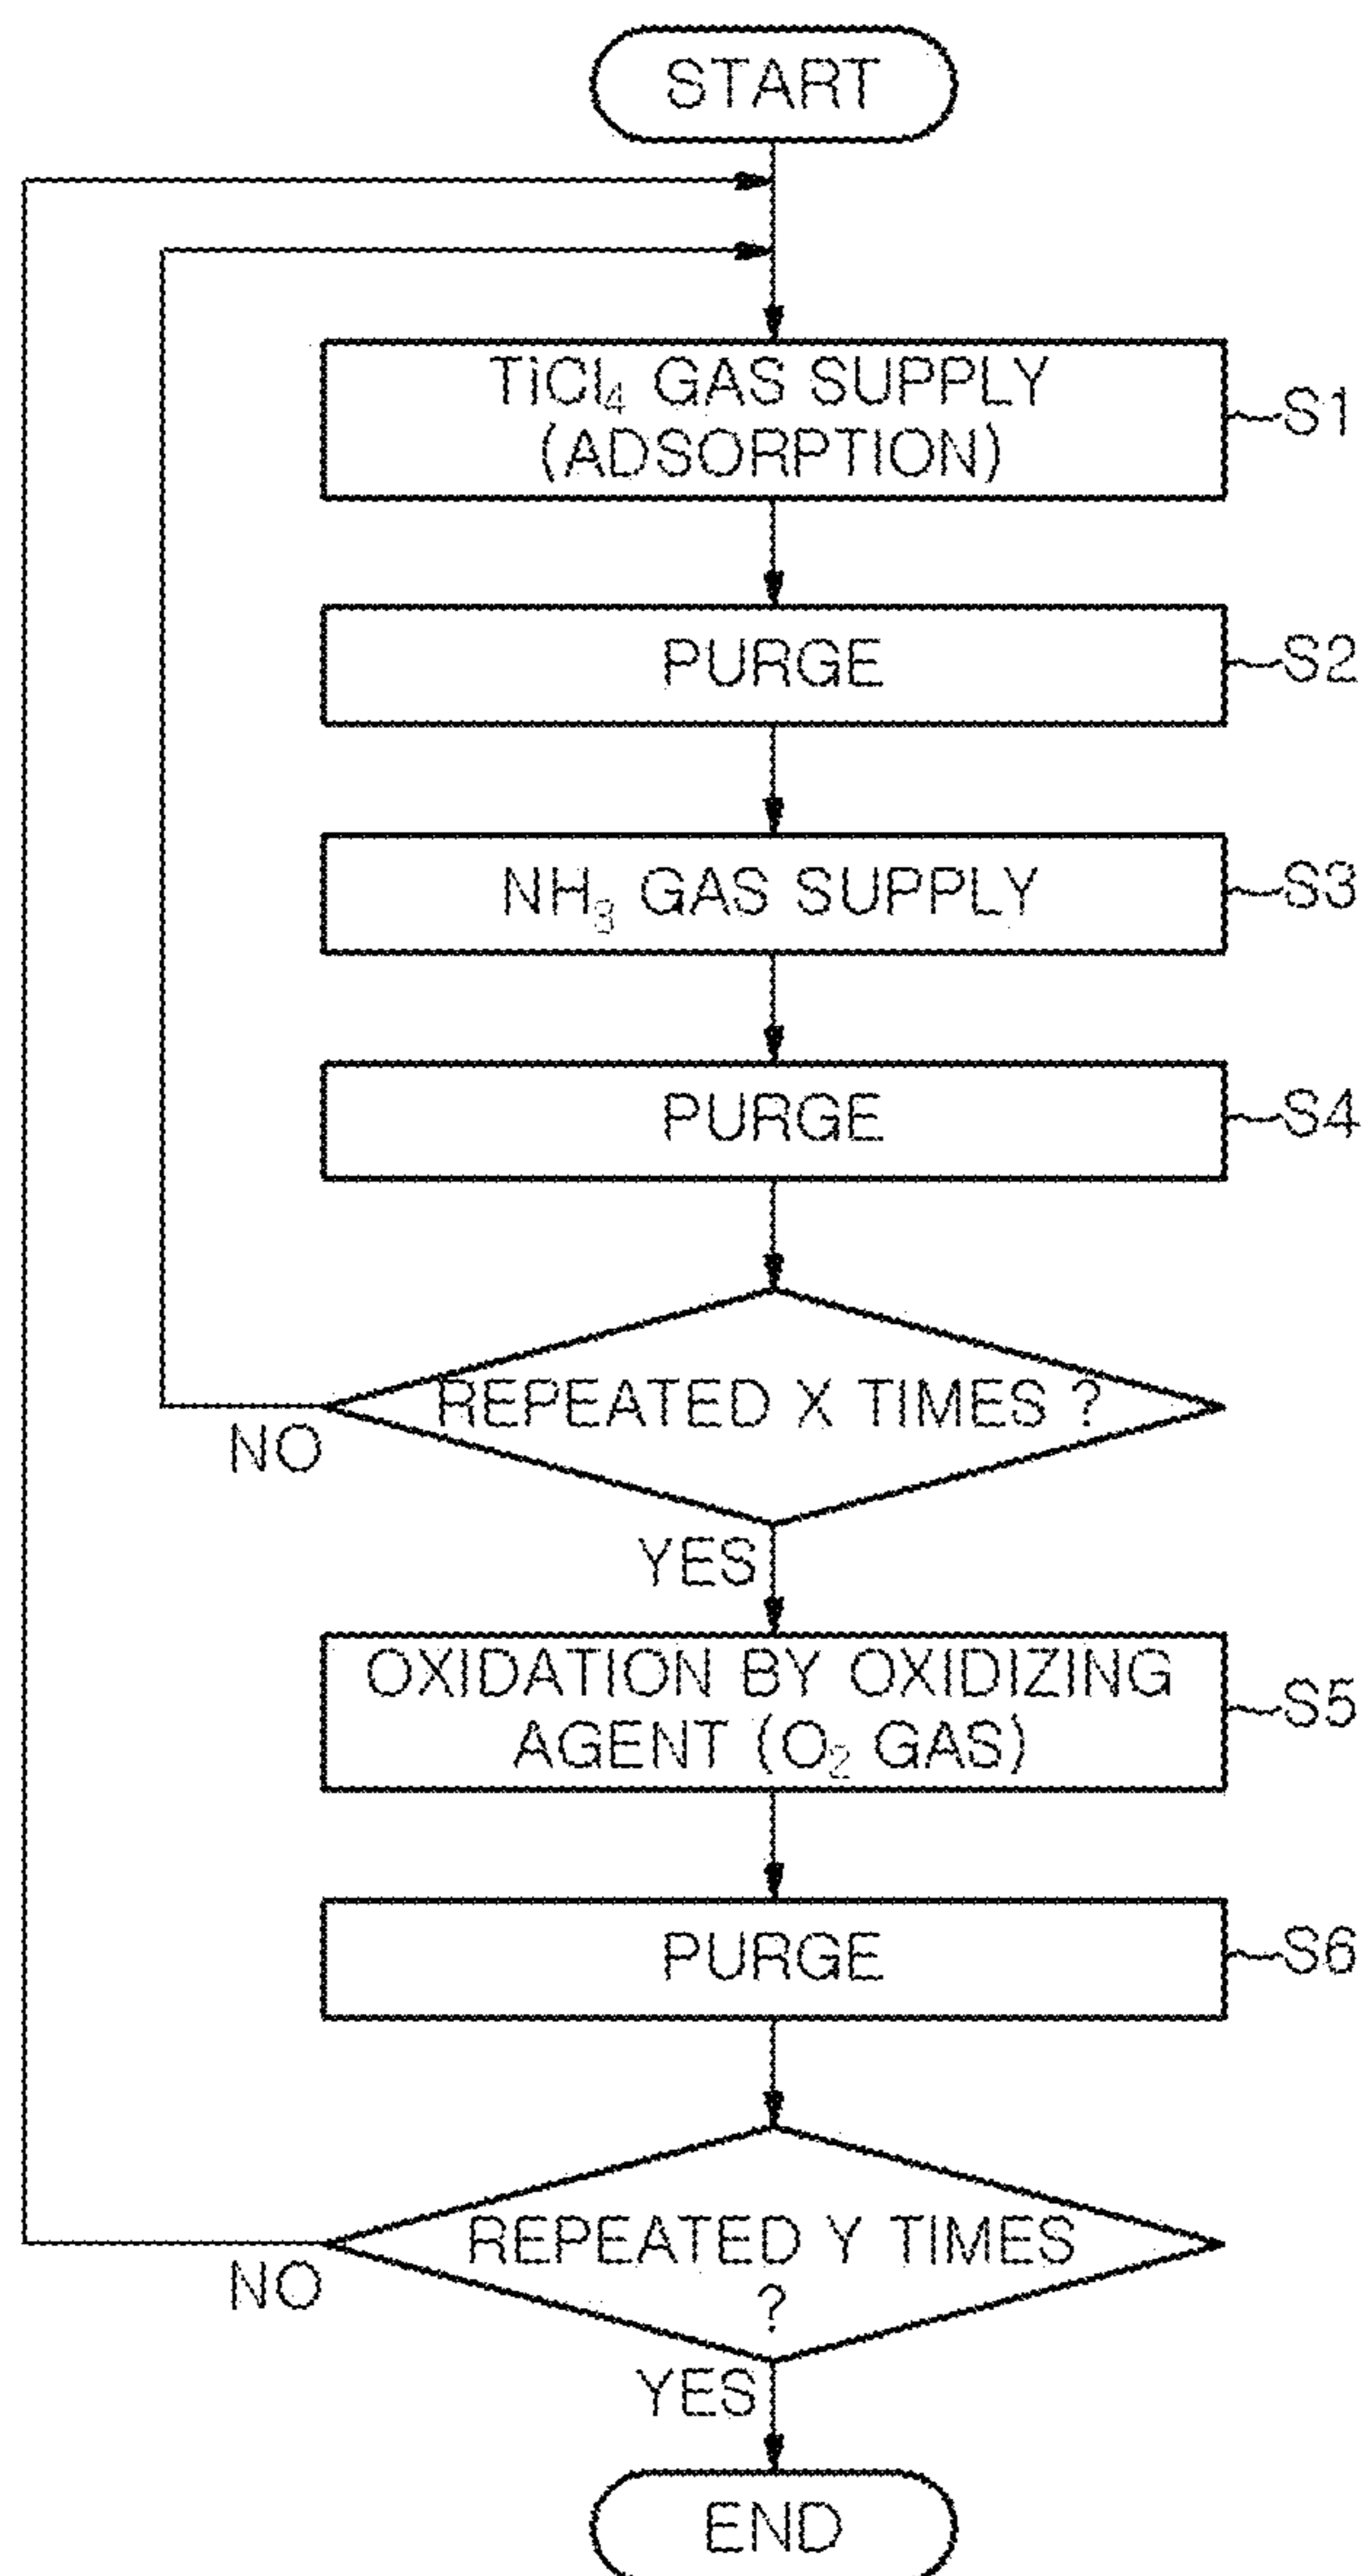 START
TiCl₄ GAS SUPPLY
(ADSORPTION)
S1
PURGE
S2
NH₃ GAS SUPPLY
S3
PURGE
S4
REPEATED X TIMES ?
NO
YES
OXIDATION BY OXIDIZING
AGENT (O₂ GAS)
S5
PURGE
S6
REPEATED Y TIMES
?
NO
YES
END